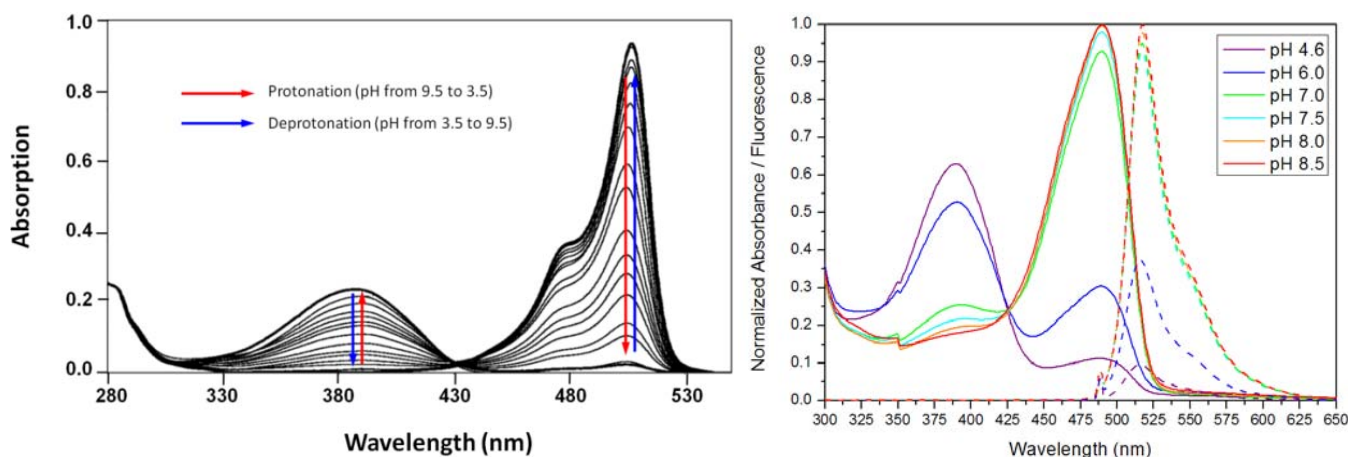 1.0
0.8
0.6
0.4
0.2
0.0
Absorption
Protonation (pH from 9.5 to 3.5)
Deprotonation (pH from 3.5 to 9.5)
280 330 380 430 480 530
Wavelength (nm)
1.0
0.9
0.8
0.7
0.6
0.5
0.4
0.3
0.2
0.1
0.0
Normalized Absorbance / Fluorescence
pH 4.6
pH 6.0
pH 7.0
pH 7.5
pH 8.0
pH 8.5
300 325 350 375 400 425 450 475 500 525 550 575 600 625 650
Wavelength (nm)